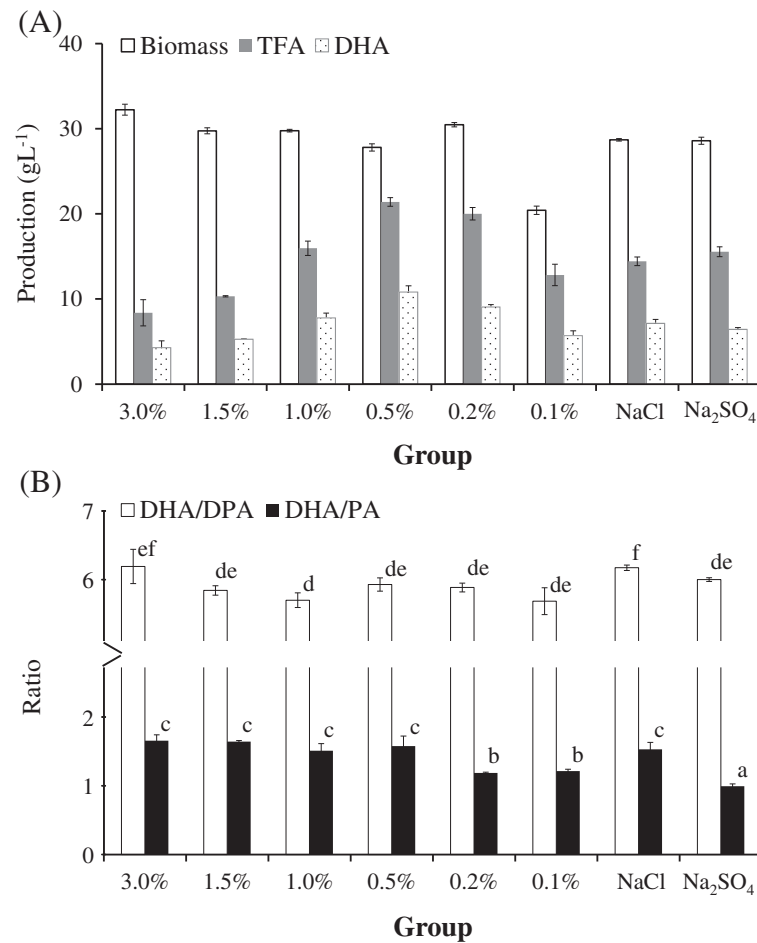 (A)
40
Biomass TFA DHA
30
20
10
0
Production (gL⁻¹)
3.0% 1.5% 1.0% 0.5% 0.2% 0.1% NaCl Na₂SO₄
Group
(B)
7
DHA/DPA DHA/PA
ef de d de de de f de
6
Ratio
2
c c c c b b c a
1
0
3.0% 1.5% 1.0% 0.5% 0.2% 0.1% NaCl Na₂SO₄
Group